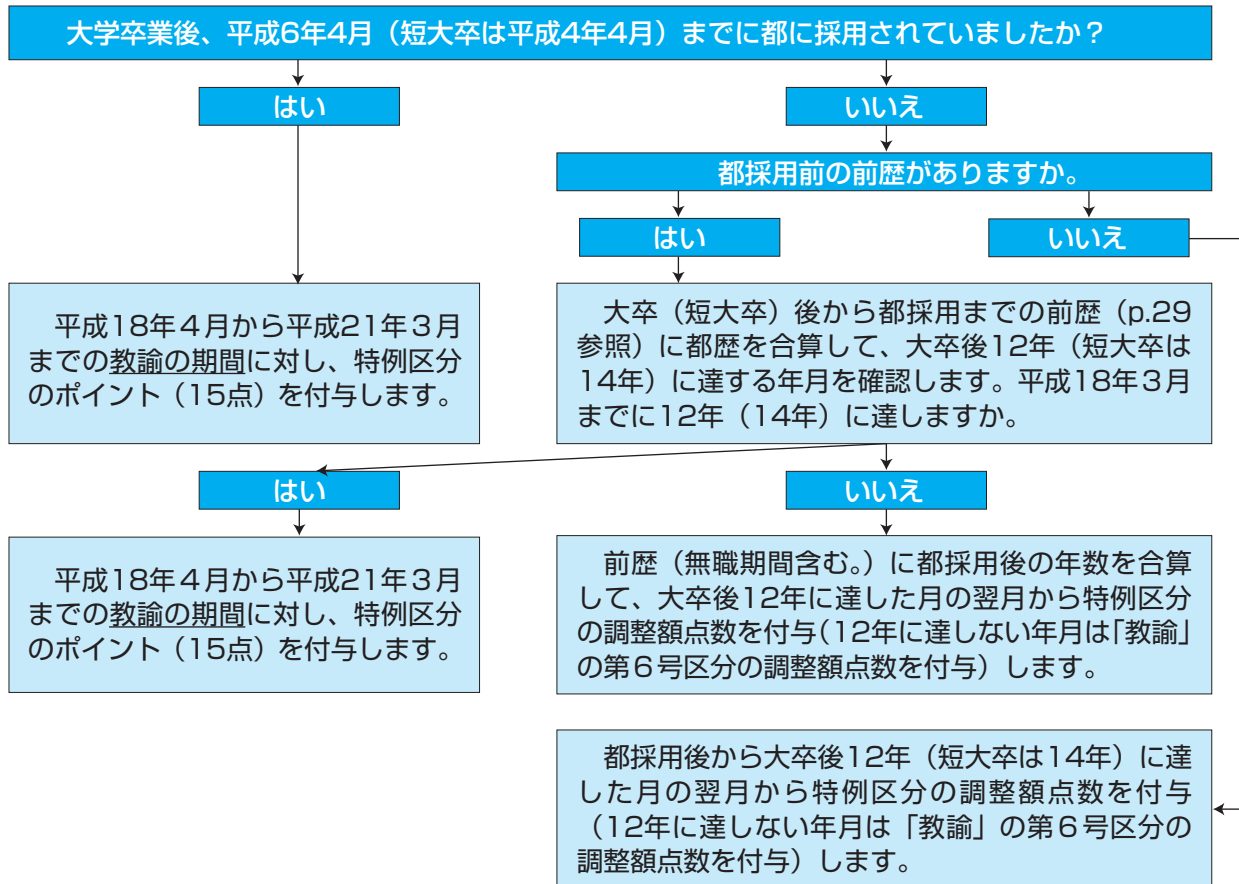 大学卒業後、平成6年4月（短大卒は平成4年4月）までに都に採用されていましたか？
はい
いいえ
都採用前の前歴がありますか。
はい
いいえ
平成18年４月から平成21年３月
までの教諭の期間に対し、特例区分
のポイント（15点）を付与します。
大卒（短大卒）後から都採用までの前歴（p.29
参照）に都歴を合算して、大卒後12年（短大卒は
14年）に達する年月を確認します。平成18年３月
までに12年（14年）に達しますか。
はい
いいえ
平成18年４月から平成21年３月
までの教諭の期間に対し、特例区分
のポイント（15点）を付与します。
前歴（無職期間含む。）に都採用後の年数を合算
して、大卒後12年に達した月の翌月から特例区分
の調整額点数を付与（12年に達しない年月は「教諭」
の第６号区分の調整額点数を付与）します。
都採用後から大卒後12年（短大卒は14年）に達
した月の翌月から特例区分の調整額点数を付与
（12年に達しない年月は「教諭」の第６号区分の
調整額点数を付与）します。